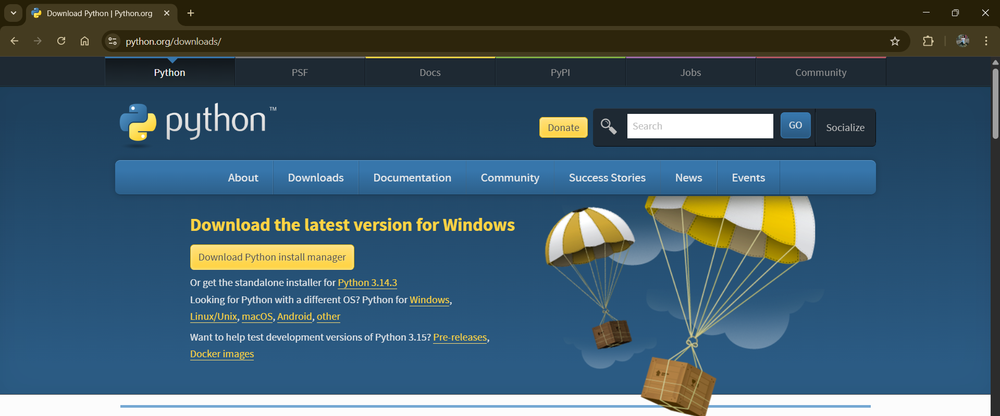 Download Python | Python.org
python.org/downloads/
Python PSF Docs PyPI Jobs Community
python™
Donate Search GO Socialize
About Downloads Documentation Community Success Stories News Events
Download the latest version for Windows
Download Python install manager
Or get the standalone installer for Python 3.14.3
Looking for Python with a different OS? Python for Windows,
Linux/Unix, macOS, Android, other
Want to help test development versions of Python 3.15? Pre-releases,
Docker images